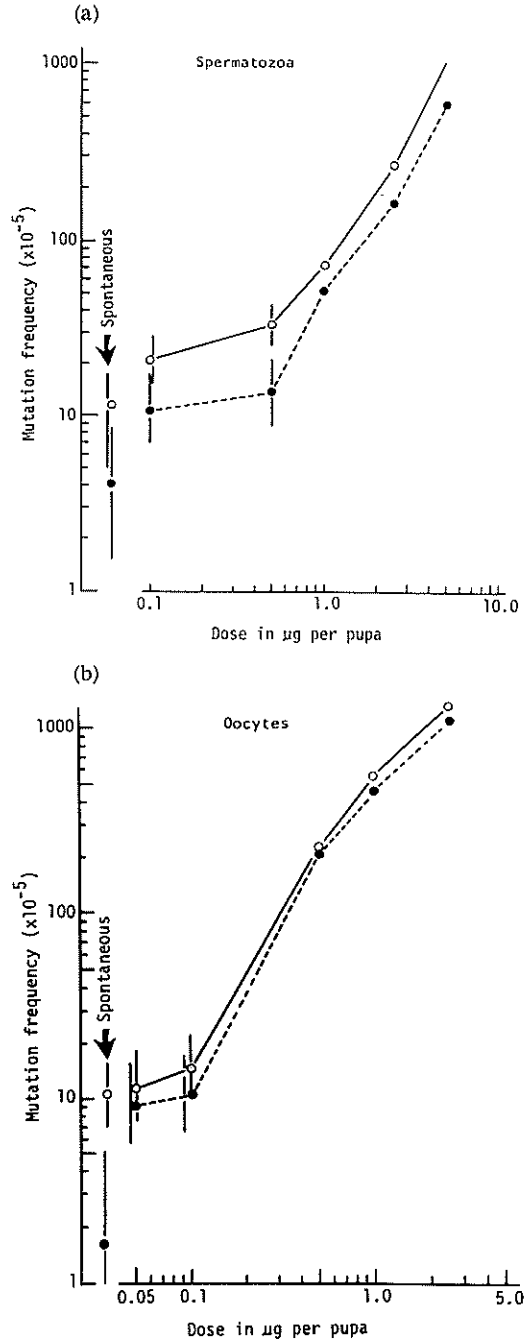 (a)
Spermatozoa
1000
100
10
1
Mutation frequency (x10⁻⁵)
Spontaneous
0.1
1.0
10.0
Dose in µg per pupa
(b)
Oocytes
1000
100
10
1
Mutation frequency (x10⁻⁵)
Spontaneous
0.05
0.1
1.0
5.0
Dose in µg per pupa